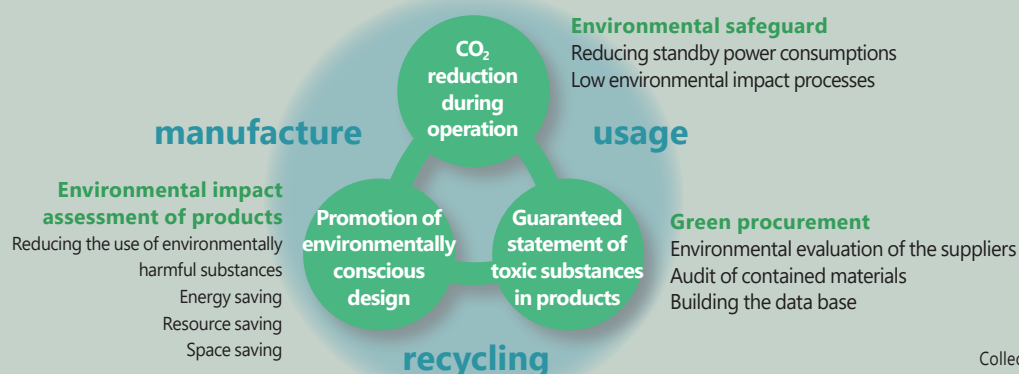 Environmental safeguard
Reducing standby power consumptions
Low environmental impact processes
CO₂
reduction
during
operation
manufacture
usage
Environmental impact
assessment of products
Reducing the use of environmentally
harmful substances
Energy saving
Resource saving
Space saving
Promotion of
environmentally
conscious
design
Guaranteed
statement of
toxic substances
in products
Green procurement
Environmental evaluation of the suppliers
Audit of contained materials
Building the data base
recycling